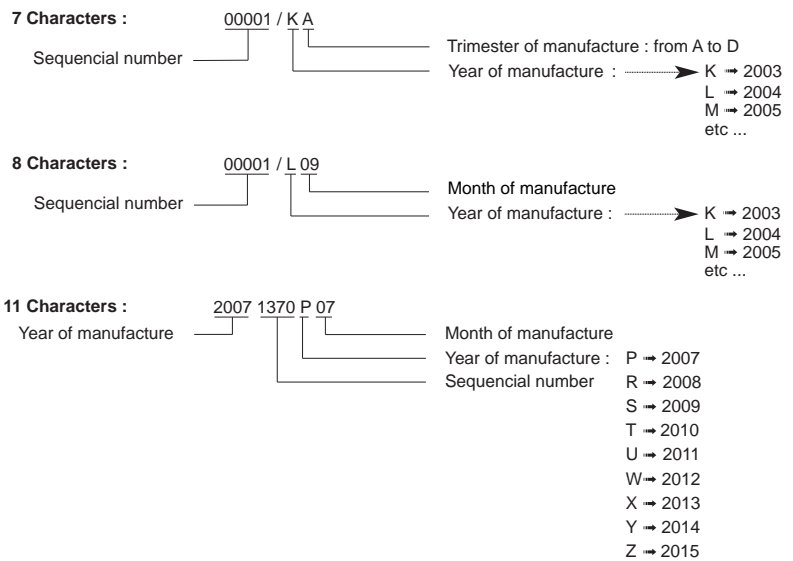 7 Characters : 00001 / K A
Sequencial number
Trimester of manufacture : from A to D
Year of manufacture : K ➟ 2003
L ➟ 2004
M ➟ 2005
etc ...
8 Characters : 00001 / L 09
Sequencial number
Month of manufacture
Year of manufacture : K ➟ 2003
L ➟ 2004
M ➟ 2005
etc ...
11 Characters : 2007 1370 P 07
Year of manufacture
Month of manufacture
Year of manufacture : P ➟ 2007
Sequencial number R ➟ 2008
S ➟ 2009
T ➟ 2010
U ➟ 2011
W ➟ 2012
X ➟ 2013
Y ➟ 2014
Z ➟ 2015